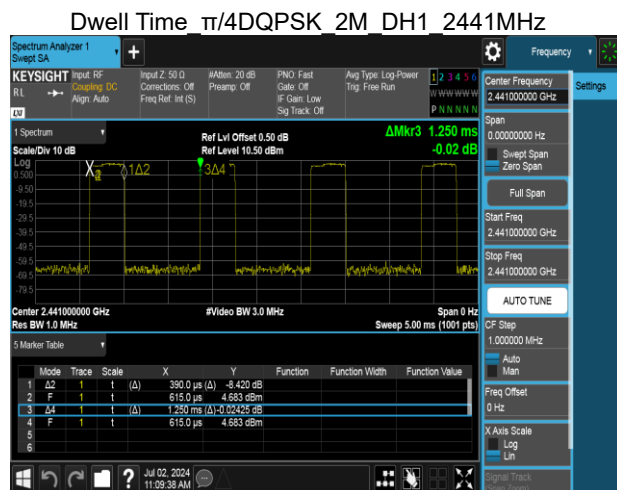 Dwell Time_π/4DQPSK_2M_DH1_2441MHz
Spectrum Analyzer 1
Swept SA
Frequency
KEYSIGHT
RL
LXI
Input: RF
Coupling: DC
Align: Auto
Input Z: 50 Ω
Corrections: Off
Freq Ref: Int (S)
#Atten: 20 dB
Preamp: Off
PNO: Fast
Gate: Off
IF Gain: Low
Sig Track: Off
Avg Type: Log-Power
Trig: Free Run
1 2 3 4 5 6
W W W W W W
P N N N N N
1 Spectrum
Scale/Div 10 dB
Log
Ref Lvl Offset 0.50 dB
Ref Level 10.50 dBm
ΔMkr3 1.250 ms
-0.02 dB
X
1Δ2
3Δ4
0.500
-9.50
-19.5
-29.5
-39.5
-49.5
-59.5
-69.5
-79.5
Center 2.441000000 GHz
#Video BW 3.0 MHz
Span 0 Hz
Res BW 1.0 MHz
Sweep 5.00 ms (1001 pts)
5 Marker Table
Mode Trace Scale X Y Function Function Width Function Value
1 Δ2 1 t (Δ) 390.0 µs (Δ) -8.420 dB
2 F 1 t 615.0 µs 4.683 dBm
3 Δ4 1 t (Δ) 1.250 ms (Δ) -0.02425 dB
4 F 1 t 615.0 µs 4.683 dBm
5
6
Jul 02, 2024
11:09:38 AM
Center Frequency
2.441000000 GHz
Settings
Span
0.00000000 Hz
Swept Span
Zero Span
Full Span
Start Freq
2.441000000 GHz
Stop Freq
2.441000000 GHz
AUTO TUNE
CF Step
1.000000 MHz
Auto
Man
Freq Offset
0 Hz
X Axis Scale
Log
Lin
Signal Track
(Span Zoom)